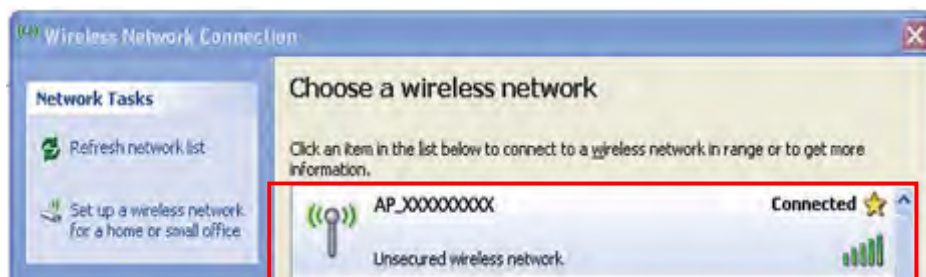 Wireless Network Connection
Network Tasks
Refresh network list
Set up a wireless network
for a home or small office
Choose a wireless network
Click an item in the list below to connect to a wireless network in range or to get more
information.
AP_XXXXXXXXX Connected
Unsecured wireless network